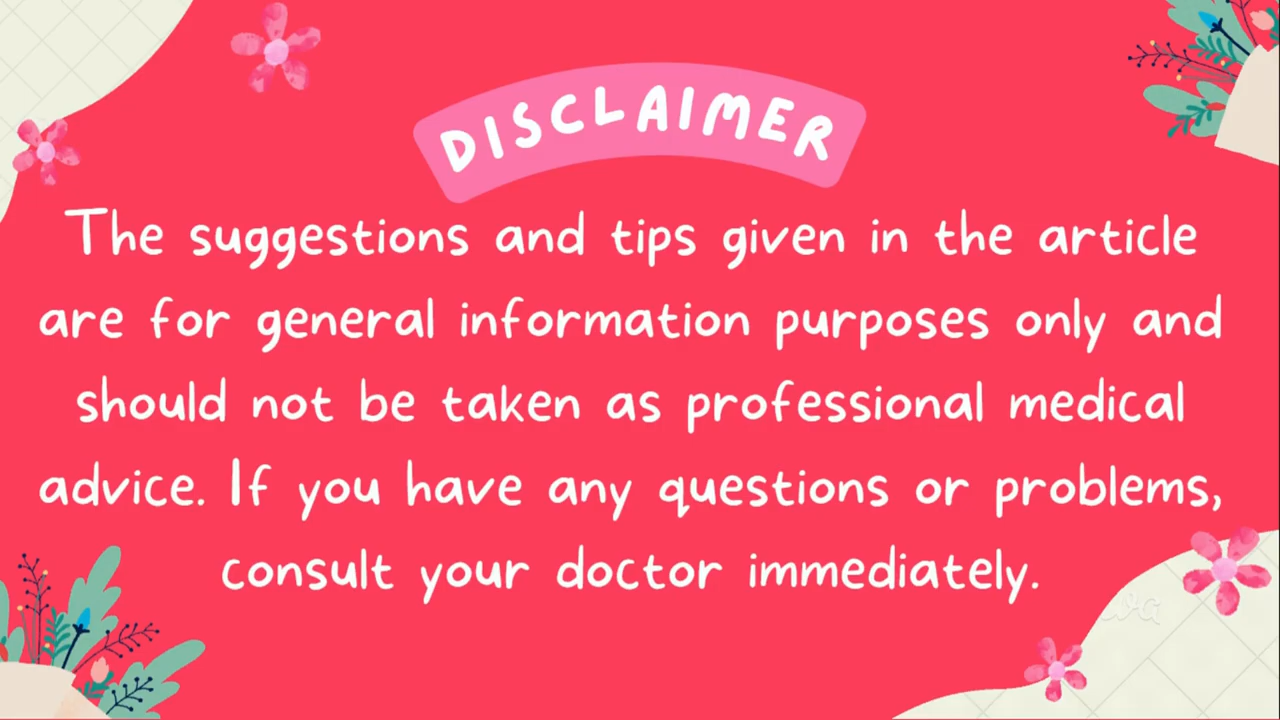 DISCLAIMER
The suggestions and tips given in the article
are for general information purposes only and
should not be taken as professional medical
advice. If you have any questions or problems,
consult your doctor immediately.